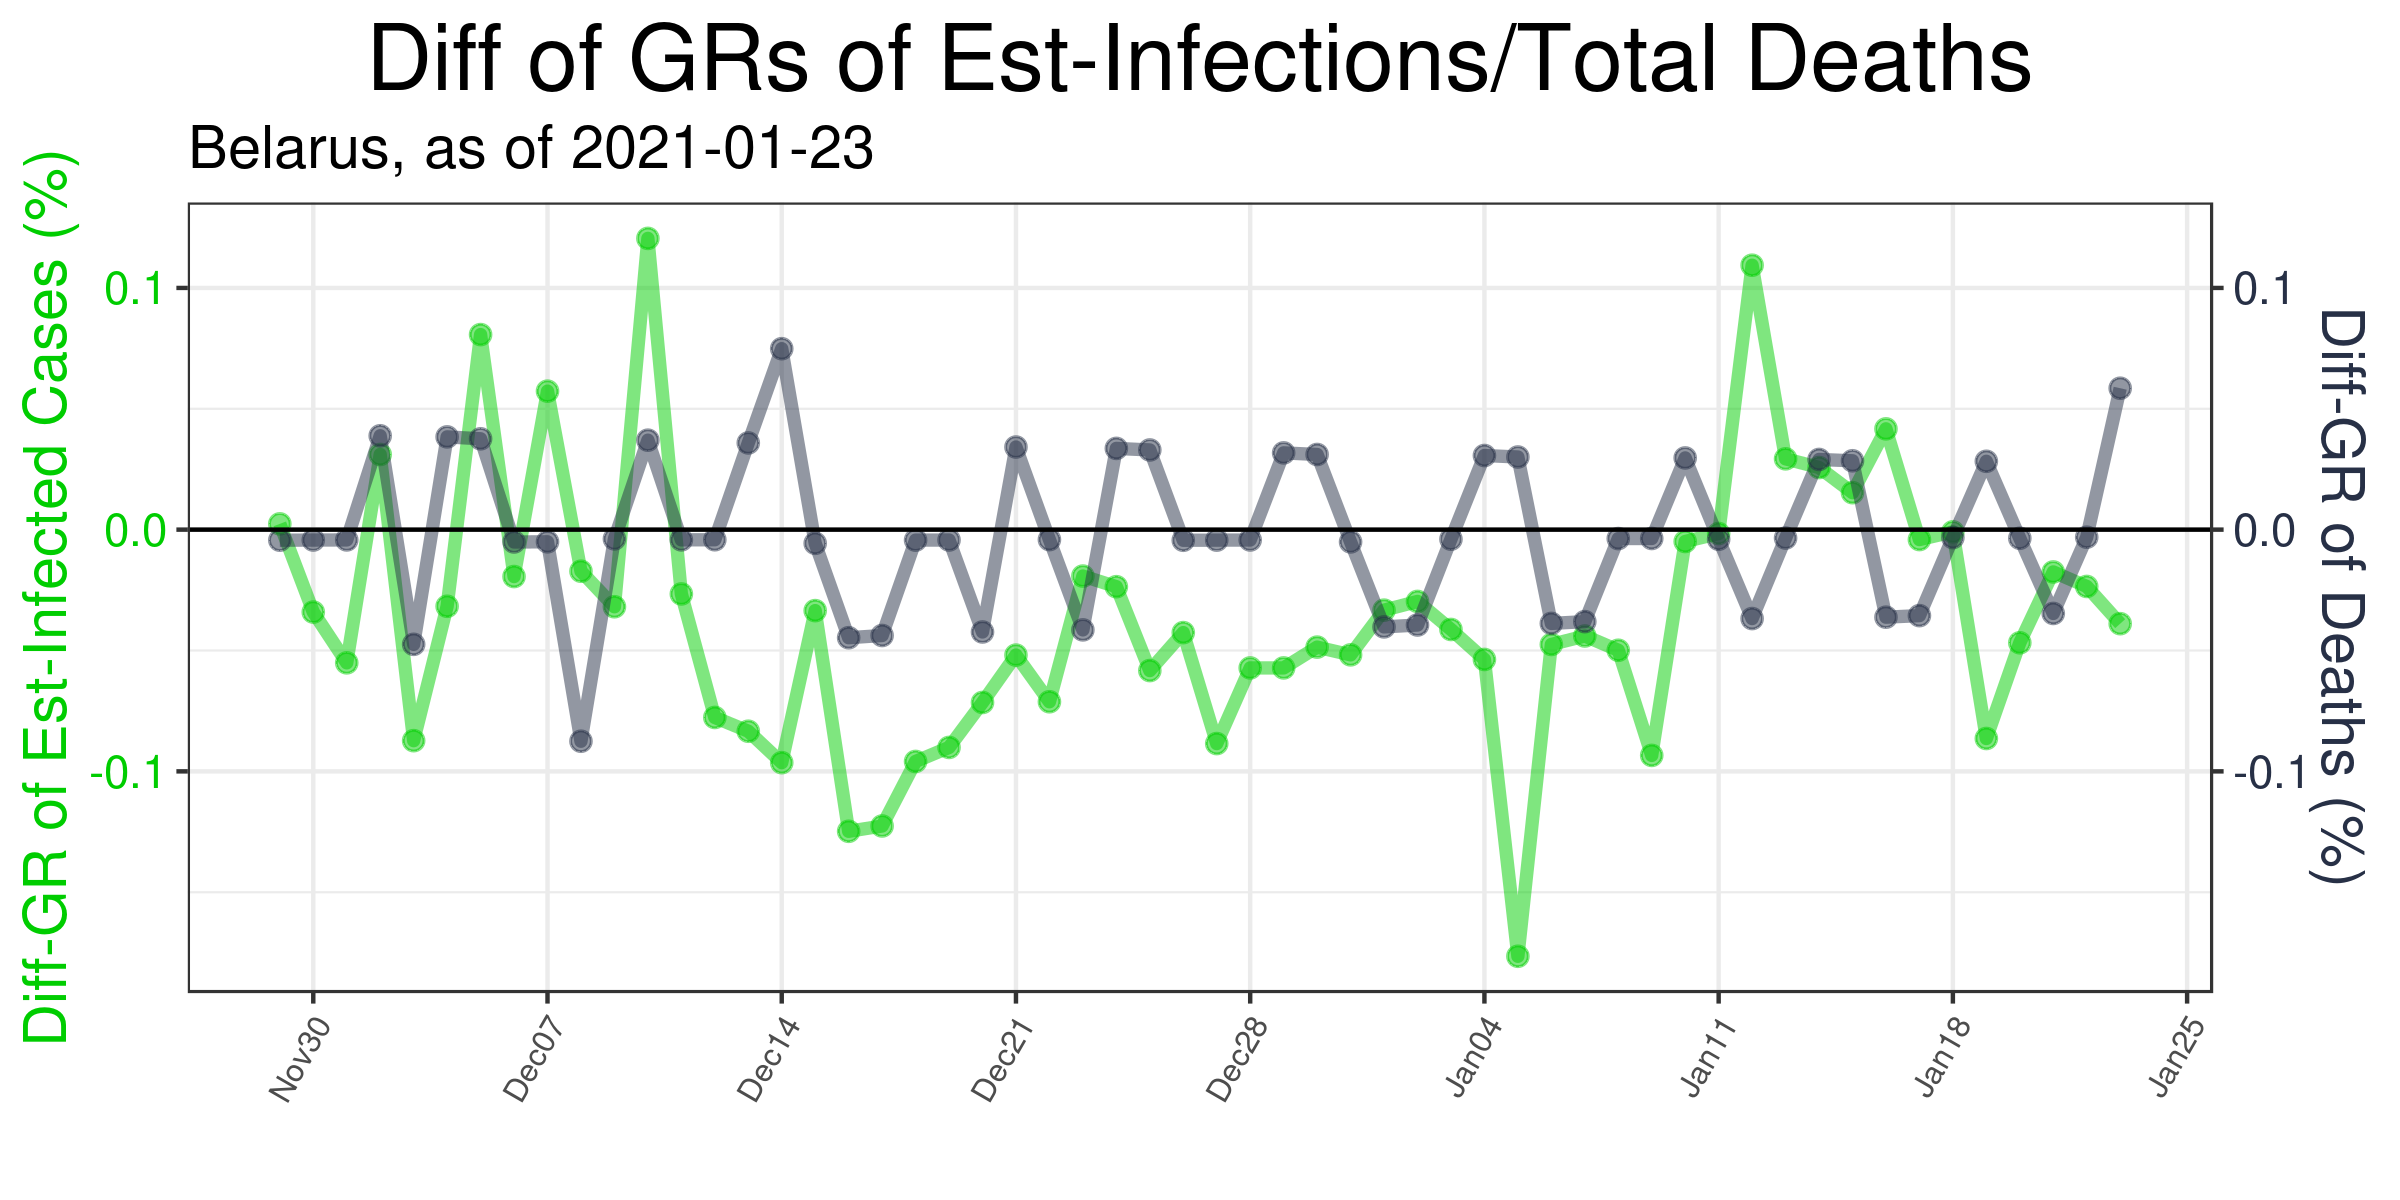 Diff of GRs of Est-Infections/Total Deaths
Belarus, as of 2021-01-23
Diff-GR of Est-Infected Cases (%)
0.1
0.0
-0.1
0.1
0.0
-0.1
Diff-GR of Deaths (%)
Nov30
Dec07
Dec14
Dec21
Dec28
Jan04
Jan11
Jan18
Jan25